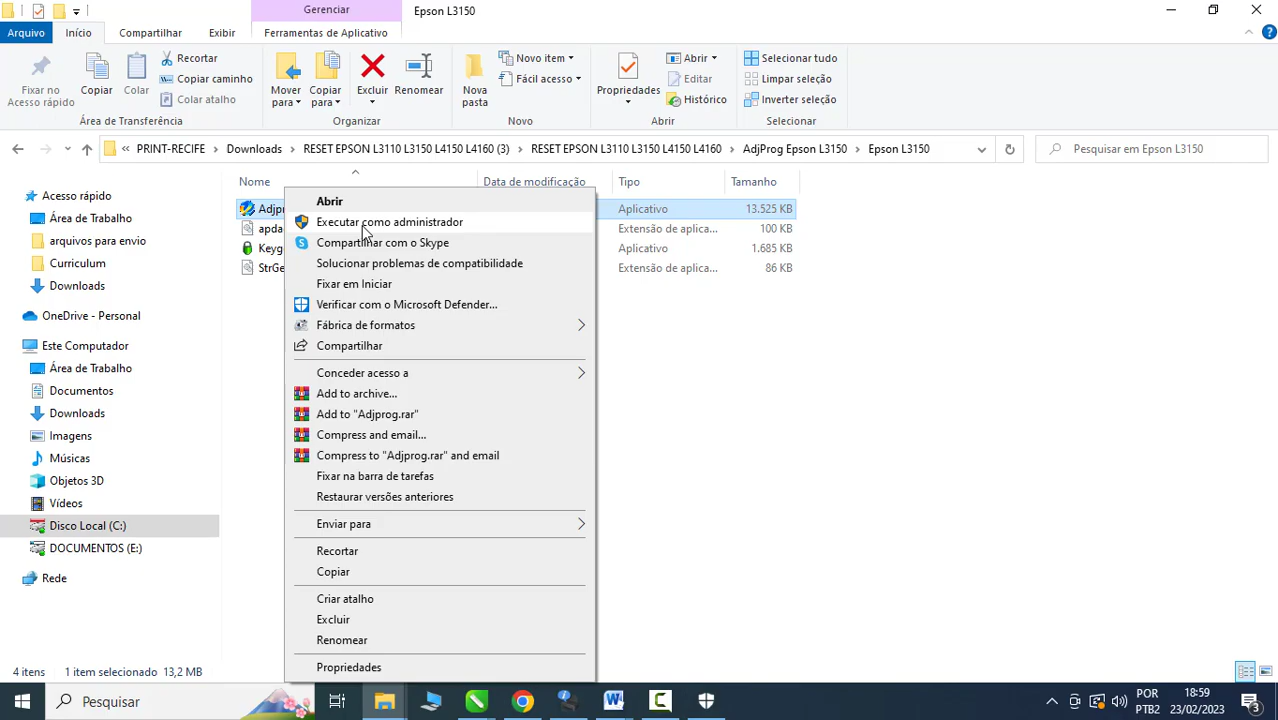 Gerenciar
Epson L3150
Arquivo
Início
Compartilhar
Exibir
Ferramentas de Aplicativo
Fixar no
Acesso rápido
Copiar
Colar
Recortar
Copiar caminho
Colar atalho
Área de Transferência
Mover
para
Copiar
para
Excluir
Renomear
Organizar
Nova
pasta
Novo item
Fácil acesso
Novo
Propriedades
Abrir
Editar
Histórico
Abrir
Selecionar tudo
Limpar seleção
Inverter seleção
Selecionar
« PRINT-RECIFE > Downloads > RESET EPSON L3110 L3150 L4150 L4160 (3) > RESET EPSON L3110 L3150 L4150 L4160 > AdjProg Epson L3150 > Epson L3150
Pesquisar em Epson L3150
Nome
Data de modificação
Tipo
Tamanho
Adjpr
Aplicativo
13.525 KB
apda
Extensão de aplica...
100 KB
Keyg
Aplicativo
1.685 KB
StrGe
Extensão de aplica...
86 KB
Acesso rápido
Área de Trabalho
arquivos para envio
Curriculum
Downloads
OneDrive - Personal
Este Computador
Área de Trabalho
Documentos
Downloads
Imagens
Músicas
Objetos 3D
Vídeos
Disco Local (C:)
DOCUMENTOS (E:)
Rede
Abrir
Executar como administrador
Compartilhar com o Skype
Solucionar problemas de compatibilidade
Fixar em Iniciar
Verificar com o Microsoft Defender...
Fábrica de formatos
Compartilhar
Conceder acesso a
Add to archive...
Add to "Adjprog.rar"
Compress and email...
Compress to "Adjprog.rar" and email
Fixar na barra de tarefas
Restaurar versões anteriores
Enviar para
Recortar
Copiar
Criar atalho
Excluir
Renomear
Propriedades
4 itens
1 item selecionado 13,2 MB
Pesquisar
POR
PTB2
18:59
23/02/2023
3